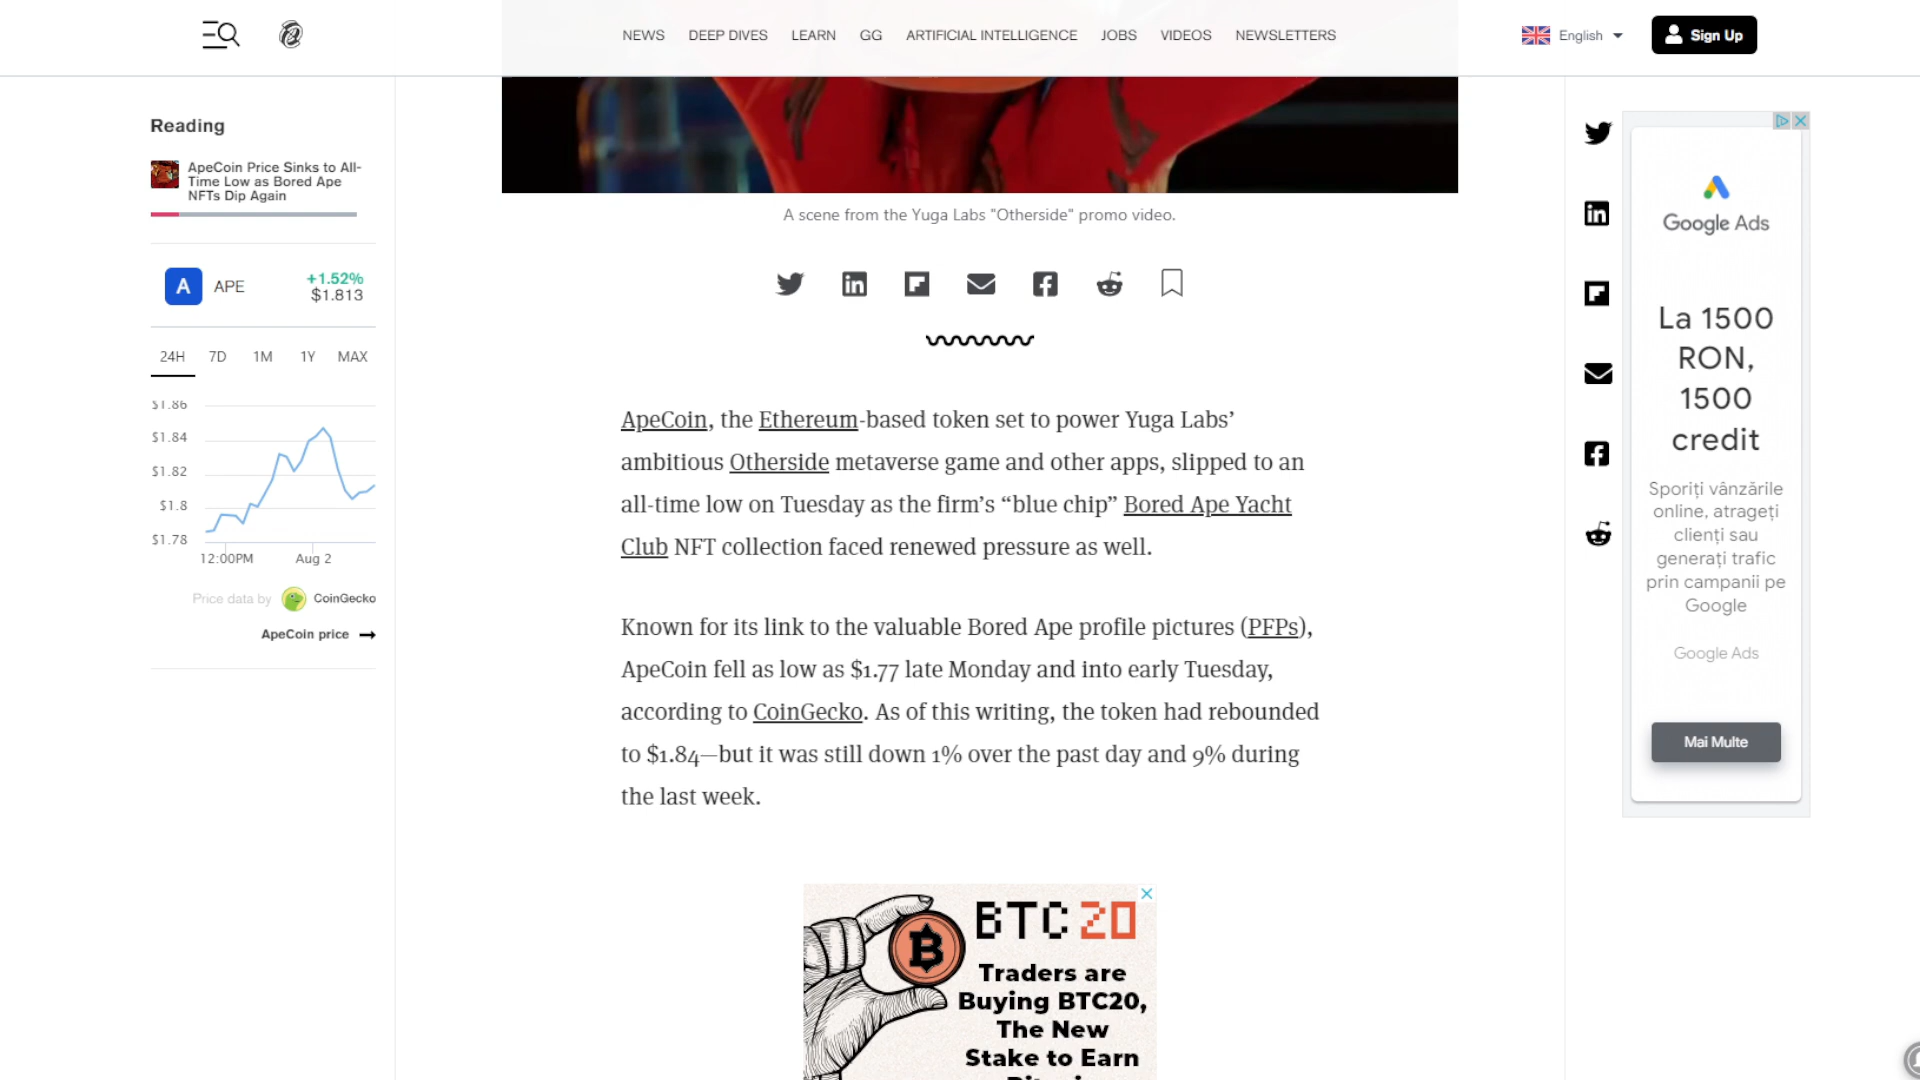 NEWS DEEP DIVES LEARN GG ARTIFICIAL INTELLIGENCE JOBS VIDEOS NEWSLETTERS
English
Sign Up
Reading
ApeCoin Price Sinks to All-
Time Low as Bored Ape
NFTs Dip Again
A
APE
+1.52%
$1.813
24H 7D 1M 1Y MAX
$1.86
$1.84
$1.82
$1.8
$1.78
12:00PM Aug 2
Price data by CoinGecko
ApeCoin price
A scene from the Yuga Labs "Otherside" promo video.
ApeCoin, the Ethereum-based token set to power Yuga Labs’
ambitious Otherside metaverse game and other apps, slipped to an
all-time low on Tuesday as the firm’s “blue chip” Bored Ape Yacht
Club NFT collection faced renewed pressure as well.
Known for its link to the valuable Bored Ape profile pictures (PFPs),
ApeCoin fell as low as $1.77 late Monday and into early Tuesday,
according to CoinGecko. As of this writing, the token had rebounded
to $1.84—but it was still down 1% over the past day and 9% during
the last week.
BTC20
Traders are
Buying BTC20,
The New
Stake to Earn
Google Ads
La 1500
RON,
1500
credit
Sporiți vânzările
online, atrageți
clienți sau
generați trafic
prin campanii pe
Google
Google Ads
Mai Multe